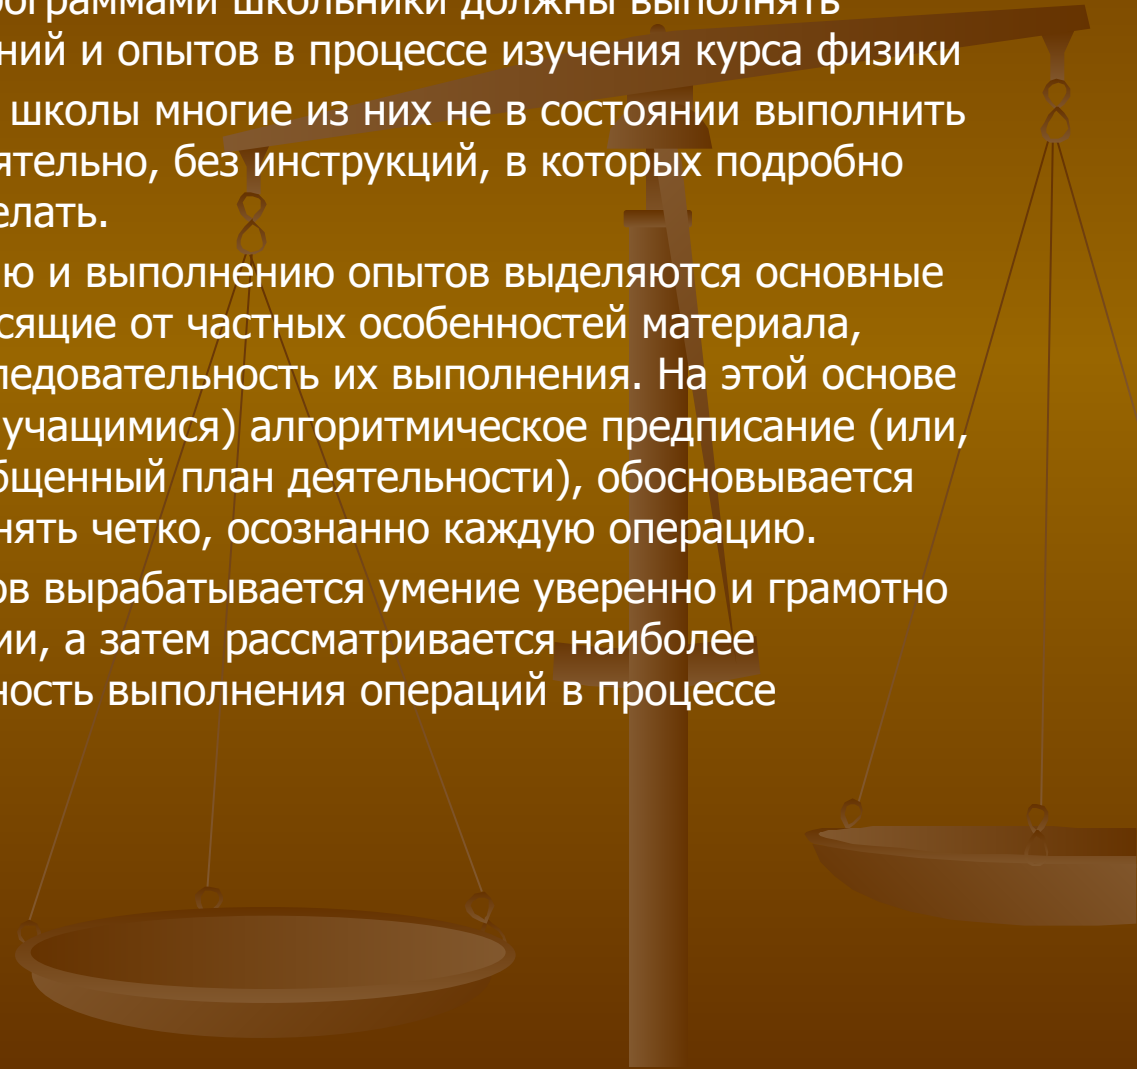 ограммами школьники должны выполнять
ний и опытов в процессе изучения курса физики
школы многие из них не в состоянии выполнить
ятельно, без инструкций, в которых подробно
елать.
ю и выполнению опытов выделяются основные
сящие от частных особенностей материала,
ледовательность их выполнения. На этой основе
учащимися) алгоритмическое предписание (или,
бщенный план деятельности), обосновывается
нять четко, осознанно каждую операцию.
ов вырабатывается умение уверенно и грамотно
ии, а затем рассматривается наиболее
ность выполнения операций в процессе